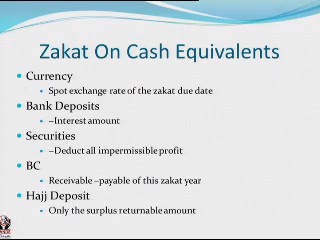 Zakat On Cash Equivalents
Currency
Spot exchange rate of the zakat due date
Bank Deposits
–Interest amount
Securities
–Deduct all impermissible profit
BC
Receivable –payable of this zakat year
Hajj Deposit
Only the surplus returnable amount